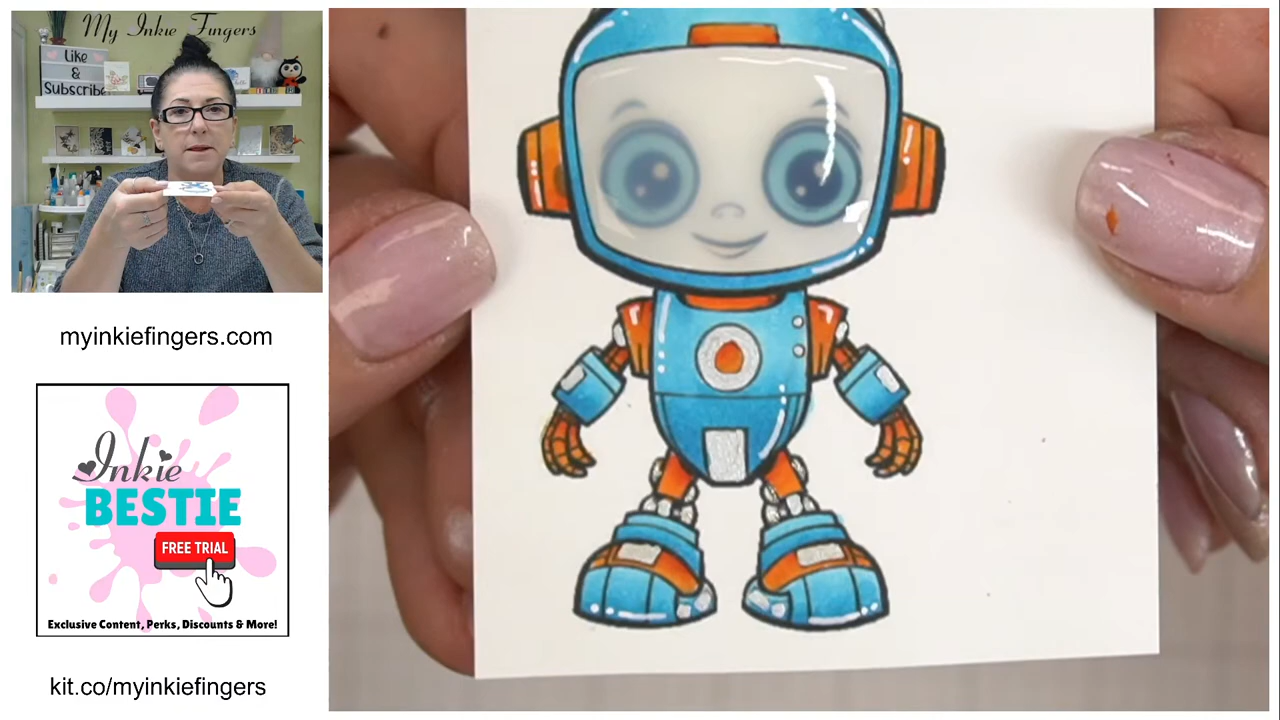 My Inkie Fingers
Like
&
Subscribe
myinkiefingers.com
Inkie
BESTIE
FREE TRIAL
Exclusive Content, Perks, Discounts & More!
kit.co/myinkiefingers